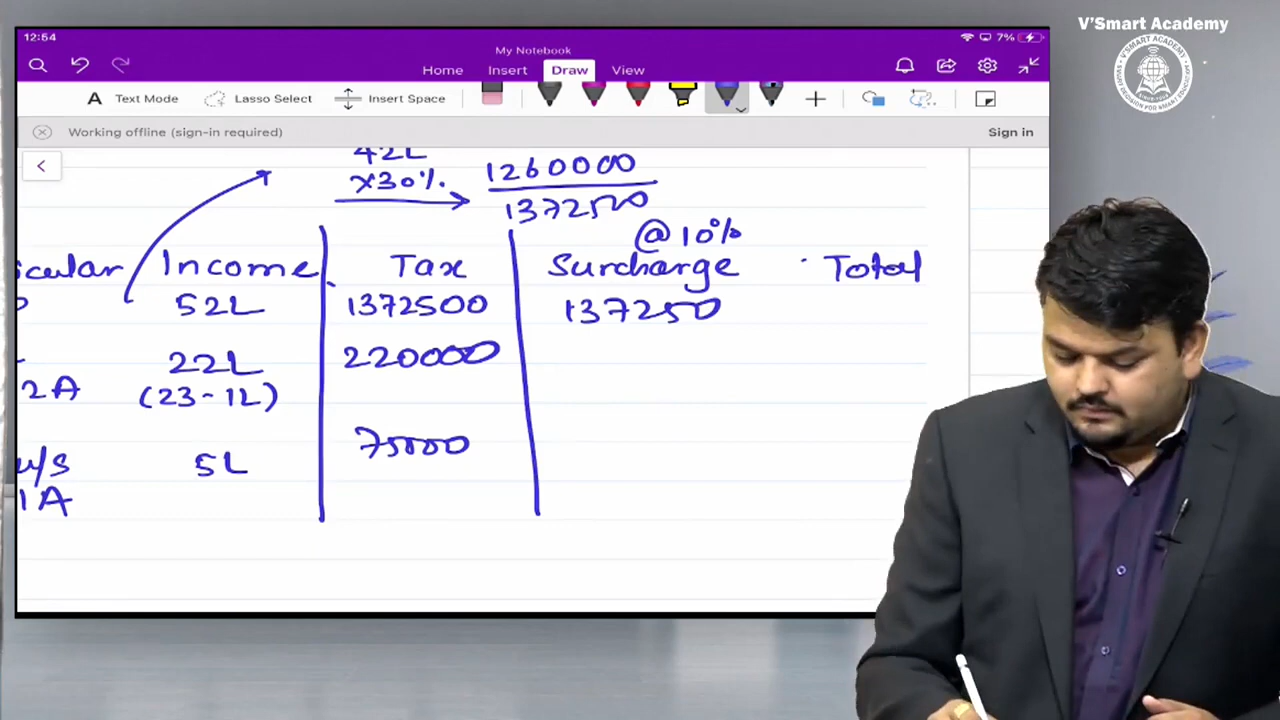 V'Smart Academy
12:54
7%
My Notebook
Home Insert Draw View
Text Mode Lasso Select Insert Space
Working offline (sign-in required) Sign in
42L
x30% 1260000
1372500
@ 10%
icular Income Tax Surcharge Total
52L 1372500 137250
22L 220000
2A (23-1L)
75000
u/s 5L
1A